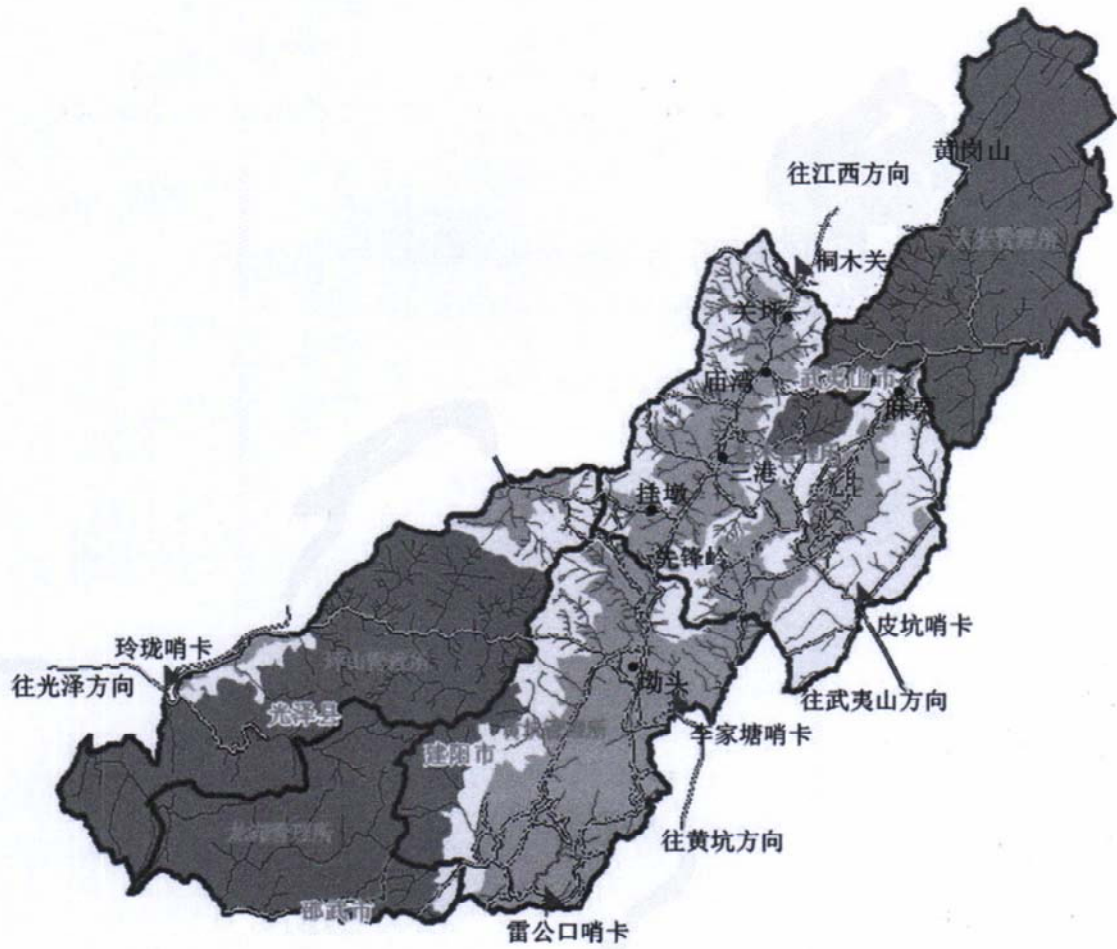 黄岗山
往江西方向
桐木关
关坪
庙湾
武夷山市
麻粟
三港
挂墩
先锋岭
皮坑哨卡
玲珑哨卡
往光泽方向
坳头
往武夷山方向
光泽县
李家塘哨卡
建阳市
往黄坑方向
邵武市
雷公口哨卡